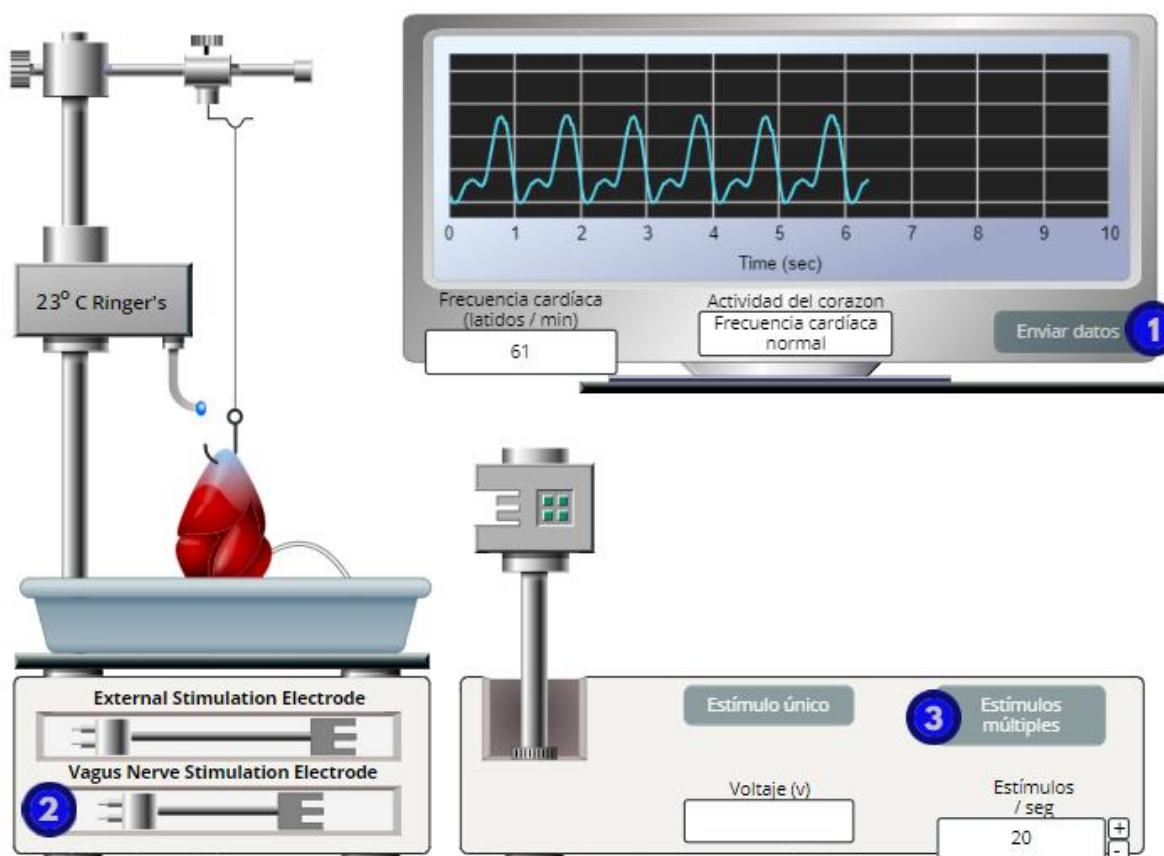 0 1 2 3 4 5 6 7 8 9 10
Time (sec)
23° C Ringer's
Frecuencia cardíaca
(latidos / min)
61
Actividad del corazon
Frecuencia cardíaca
normal
Enviar datos
1
External Stimulation Electrode
Vagus Nerve Stimulation Electrode
2
Estímulo único
3
Estímulos
múltiples
Voltaje (v)
Estímulos
/ seg
20
+
-